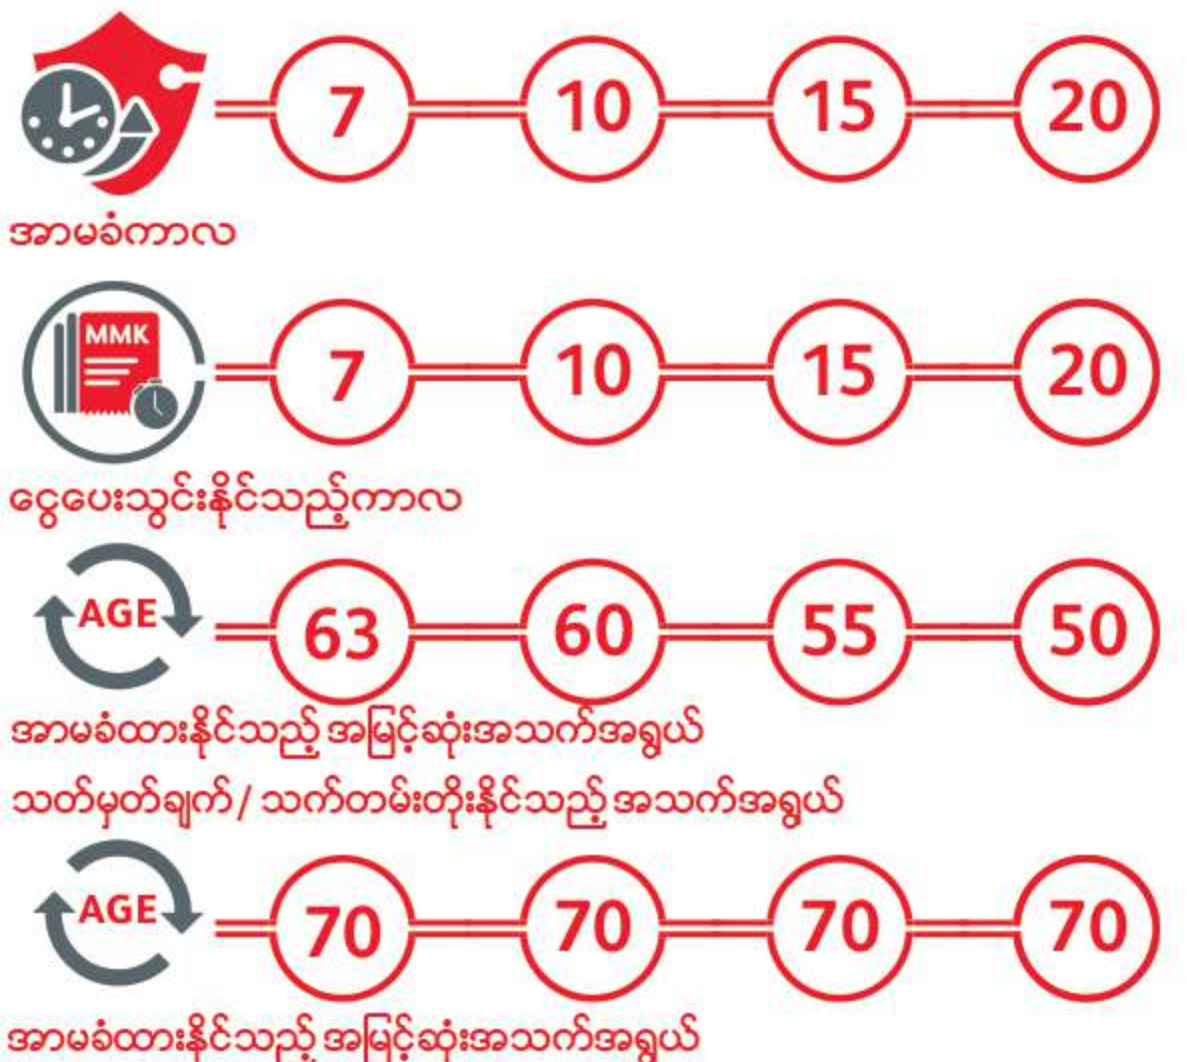 7 10 15 20
အာမခံကာလ
MMK
7 10 15 20
ငွေပေးသွင်းနိုင်သည့်ကာလ
AGE 63 60 55 50
အာမခံထားနိုင်သည့် အမြင့်ဆုံးအသက်အရွယ်
သတ်မှတ်ချက် / သက်တမ်းတိုးနိုင်သည့် အသက်အရွယ်
AGE 70 70 70 70
အာမခံထားနိုင်သည့် အမြင့်ဆုံးအသက်အရွယ်